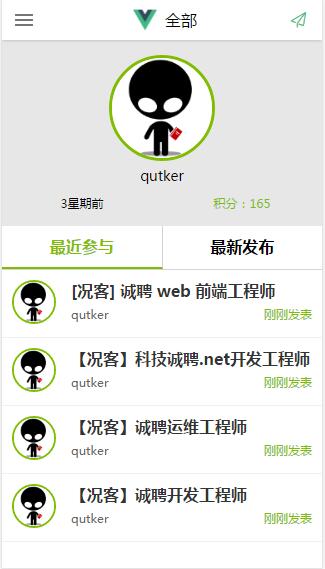 全部
qutker
3星期前 积分：165
最近参与 最新发布
[况客] 诚聘 web 前端工程师
qutker 刚刚发表
【况客】科技诚聘.net开发工程师
qutker 刚刚发表
【况客】诚聘运维工程师
qutker 刚刚发表
【况客】诚聘开发工程师
qutker 刚刚发表